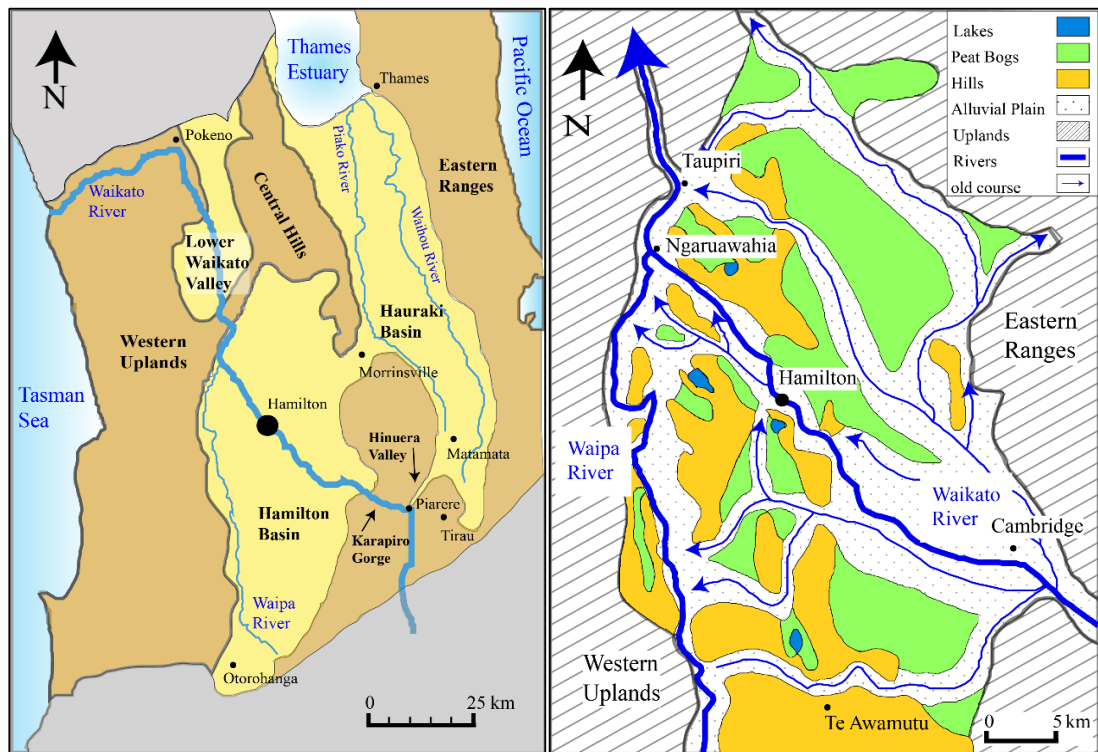 Thames
Estuary
Pacific Ocean
N
Thames
Pokeno
Piako River
Eastern
Ranges
Waikato
River
Central Hills
Waihou River
Lower
Waikato
Valley
Hauraki
Basin
Western
Uplands
Morrinsville
Tasman
Sea
Hamilton
Hinuera
Valley
Matamata
Piarere
Hamilton
Basin
Tirau
Karapiro
Gorge
Waipa
River
Otorohanga
0 25 km
Lakes
Peat Bogs
Hills
Alluvial Plain
Uplands
Rivers
old course
N
Taupiri
Ngaruawahia
Eastern
Ranges
Hamilton
Waipa
River
Waikato
River
Cambridge
Western
Uplands
Te Awamutu
0 5 km